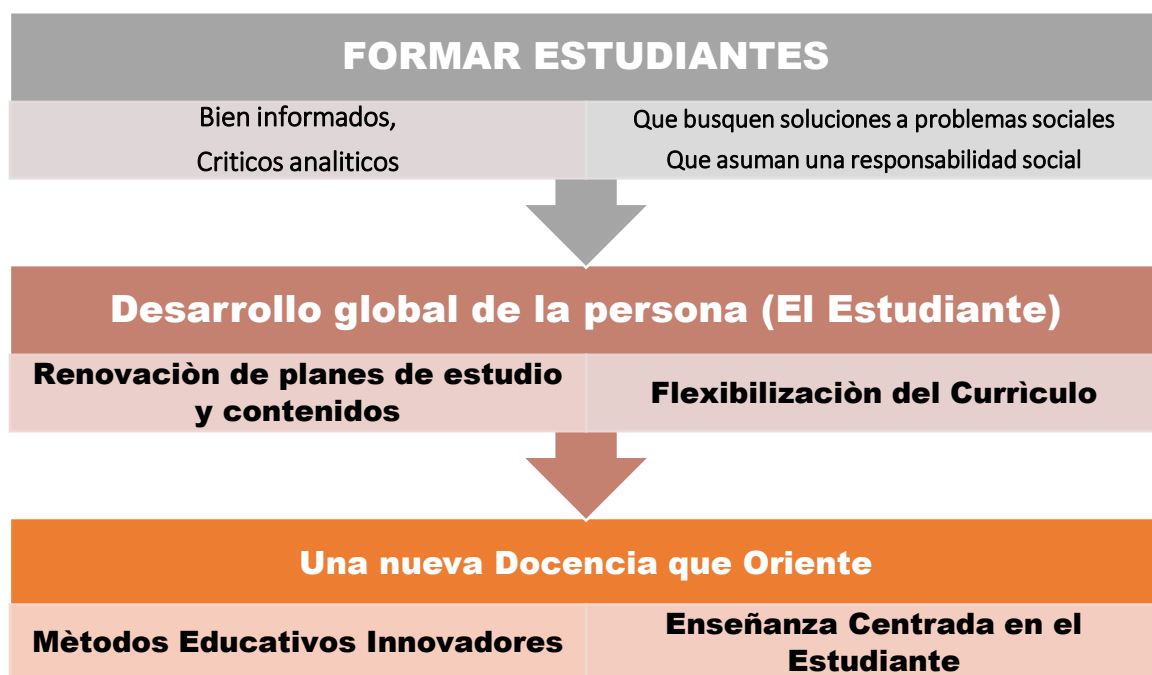 FORMAR ESTUDIANTES
Bien informados,
Criticos analiticos
Que busquen soluciones a problemas sociales
Que asuman una responsabilidad social
Desarrollo global de la persona (El Estudiante)
Renovaciòn de planes de estudio
y contenidos
Flexibilizaciòn del Currìculo
Una nueva Docencia que Oriente
Mètodos Educativos Innovadores
Enseñanza Centrada en el
Estudiante